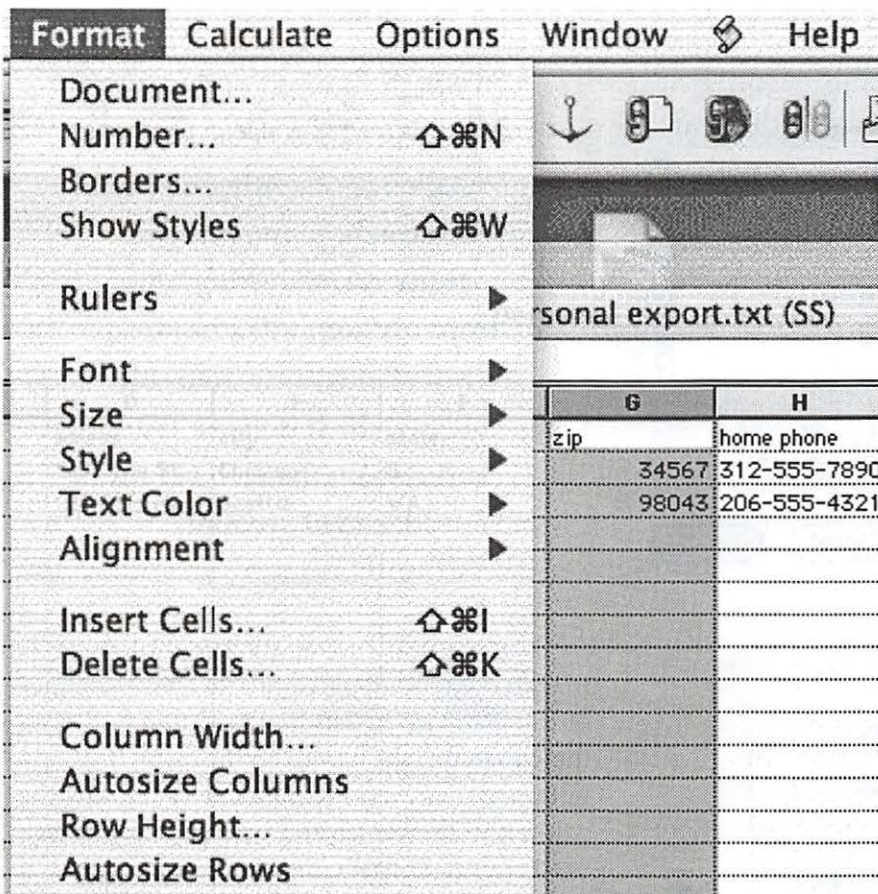 Format Calculate Options Window Help
Document...
Number... ⇧⌘N
Borders...
Show Styles ⇧⌘W
Rulers
rsonal export.txt (SS)
Font
Size
Style
Text Color
Alignment
G H
zip home phone
34567 312-555-7890
98043 206-555-4321
Insert Cells... ⇧⌘I
Delete Cells... ⇧⌘K
Column Width...
Autosize Columns
Row Height...
Autosize Rows